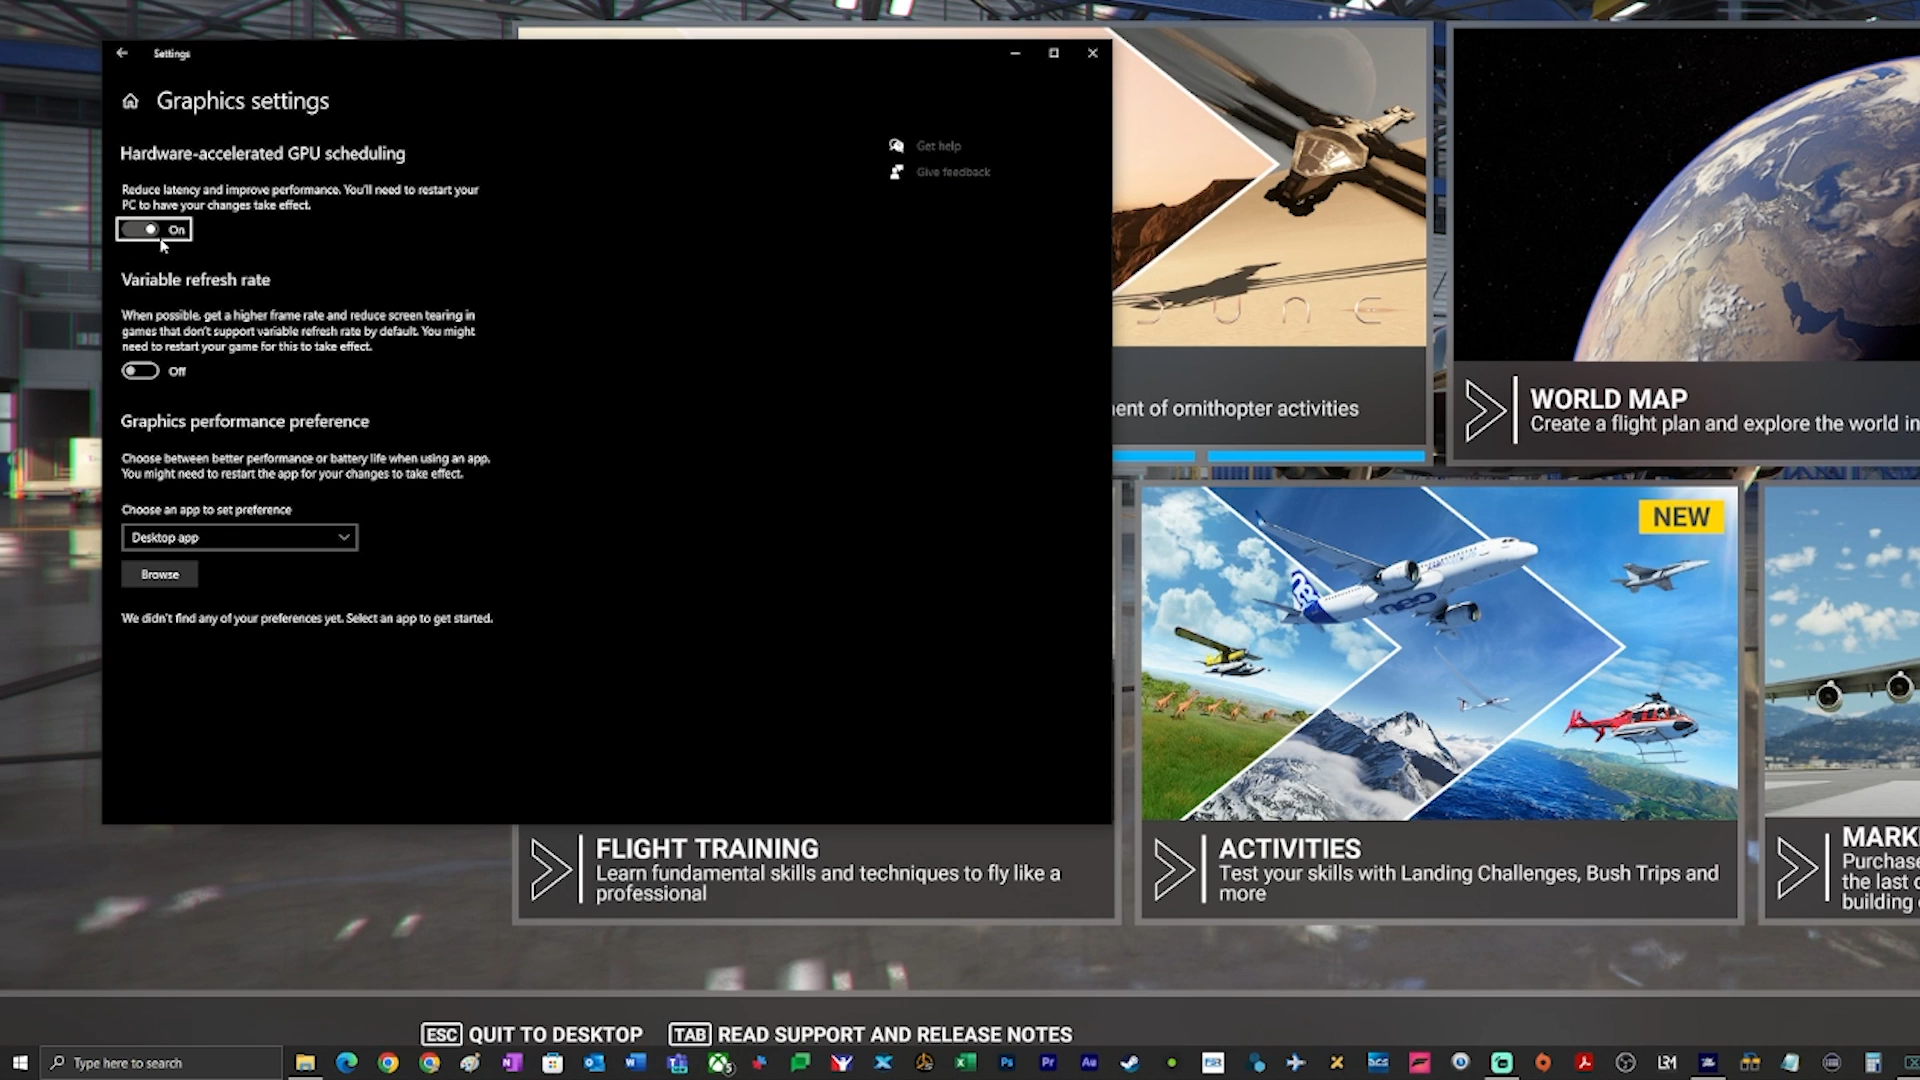 Settings
Graphics settings
Hardware-accelerated GPU scheduling
Reduce latency and improve performance. You'll need to restart your
PC to have your changes take effect.
On
Variable refresh rate
When possible, get a higher frame rate and reduce screen tearing in
games that don't support variable refresh rate by default. You might
need to restart your game for this to take effect.
Off
Graphics performance preference
Choose between better performance or battery life when using an app.
You might need to restart the app for your changes to take effect.
Choose an app to set preference
Desktop app
Browse
We didn't find any of your preferences yet. Select an app to get started.
Get help
Give feedback
DUNE
of ornithopter activities
WORLD MAP
Create a flight plan and explore the world in
NEW
neo
FLIGHT TRAINING
Learn fundamental skills and techniques to fly like a
professional
ACTIVITIES
Test your skills with Landing Challenges, Bush Trips and
more
MARK
Purchase
the last
building
ESC QUIT TO DESKTOP
TAB READ SUPPORT AND RELEASE NOTES
Type here to search